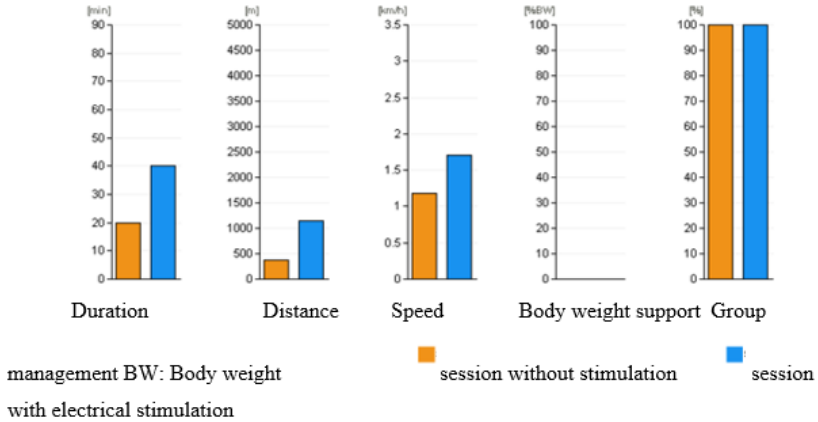 [min] [m] [km/h] [%BW] [%]
90 5000 3.5 100 100
4500
80 3 90 90
70 4000 80 80
60 3500 2.5 70 70
50 3000 2 60 60
40 2500 1.5 50 50
30 2000 1 40 40
20 1500 30 30
10 1000 0.5 20 20
500 10 10
0 0 0 0 0
Duration Distance Speed Body weight support Group
management BW: Body weight session without stimulation session
with electrical stimulation